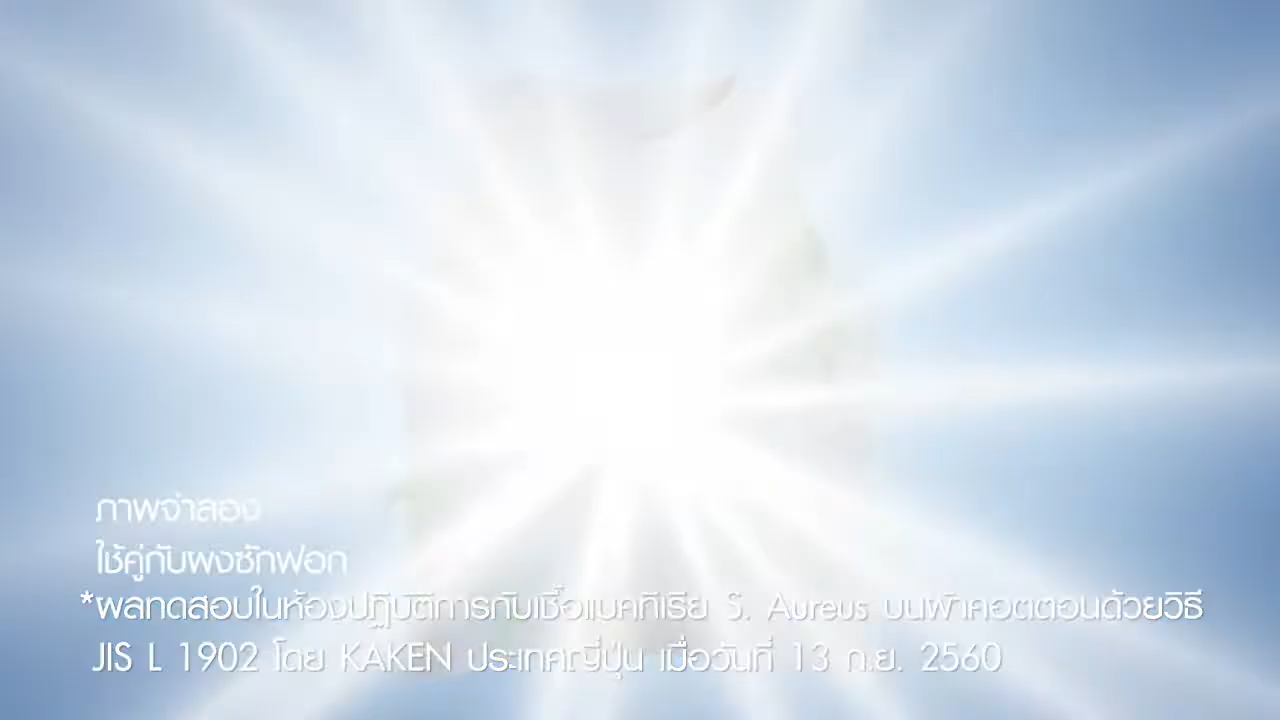 ภาพจำลอง
ใช้คู่กับผงซักฟอก
*ผลทดสอบในห้องปฏิบัติการกับเชื้อแบคทีเรีย S. Aureus บนผ้าคอตตอนด้วยวิธี
JIS L 1902 โดย KAKEN ประเทศญี่ปุ่น เมื่อวันที่ 13 ก.ย. 2560